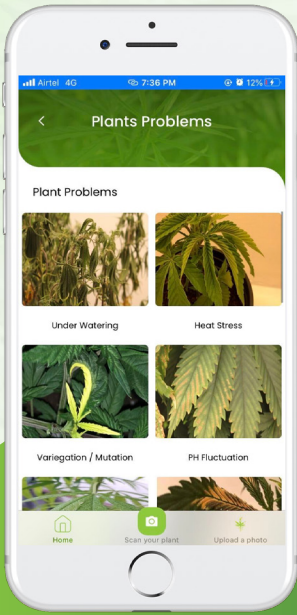 Airtel 4G 7:36 PM 12%
Plants Problems
Plant Problems
Under Watering Heat Stress
Variegation / Mutation PH Fluctuation
Home Scan your plant Upload a photo